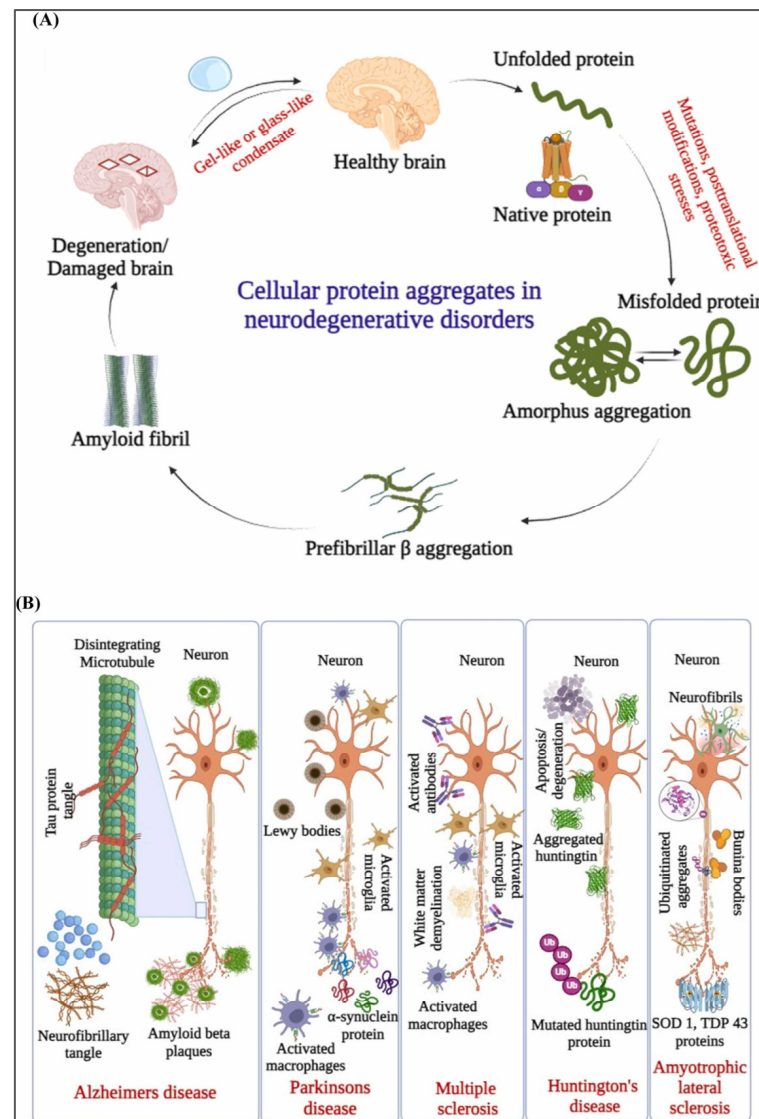 (A)
Unfolded protein
Gel-like or glass-like
condensate
Healthy brain
Native protein
α β γ
Mutations, posttranslational
modifications, proteotoxic
stresses
Degeneration/
Damaged brain
Cellular protein aggregates in
neurodegenerative disorders
Misfolded protein
Amorphus aggregation
Amyloid fibril
Prefibrillar β aggregation
(B)
Disintegrating
Microtubule
Neuron
Tau protein
tangle
Neurofibrillary
tangle
Amyloid beta
plaques
Alzheimers disease
Neuron
Lewy bodies
Activated
microglia
α-synuclein
protein
Activated
macrophages
Parkinsons
disease
Neuron
Activated
antibodies
White matter
demyelination
Activated
microglia
Activated
macrophages
Multiple
sclerosis
Neuron
Apoptosis/
degeneration
Aggregated
huntingtin
Ub
Ub
Ub
Ub
Mutated huntingtin
protein
Huntington's
disease
Neuron
Neurofibrils
Ubiquitinated
aggregates
Bunina bodies
SOD 1, TDP 43
proteins
Amyotrophic
lateral
sclerosis